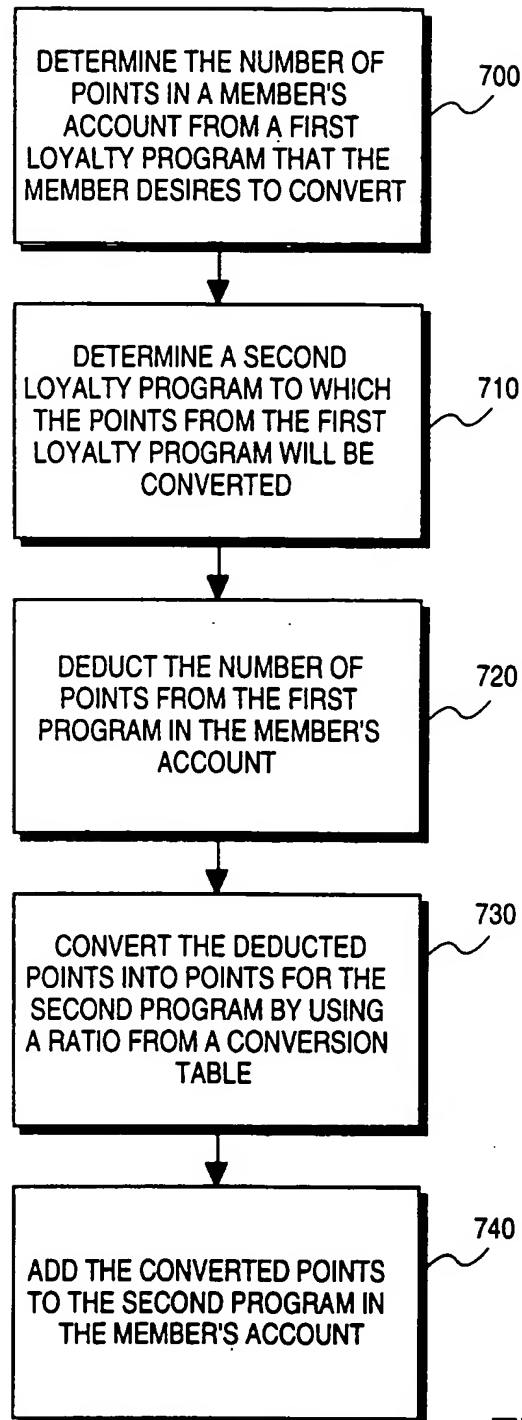 DETERMINE THE NUMBER OF
POINTS IN A MEMBER'S
ACCOUNT FROM A FIRST
LOYALTY PROGRAM THAT THE
MEMBER DESIRES TO CONVERT
700
DETERMINE A SECOND
LOYALTY PROGRAM TO WHICH
THE POINTS FROM THE FIRST
LOYALTY PROGRAM WILL BE
CONVERTED
710
DEDUCT THE NUMBER OF
POINTS FROM THE FIRST
PROGRAM IN THE MEMBER'S
ACCOUNT
720
CONVERT THE DEDUCTED
POINTS INTO POINTS FOR THE
SECOND PROGRAM BY USING
A RATIO FROM A CONVERSION
TABLE
730
ADD THE CONVERTED POINTS
TO THE SECOND PROGRAM IN
THE MEMBER'S ACCOUNT
740